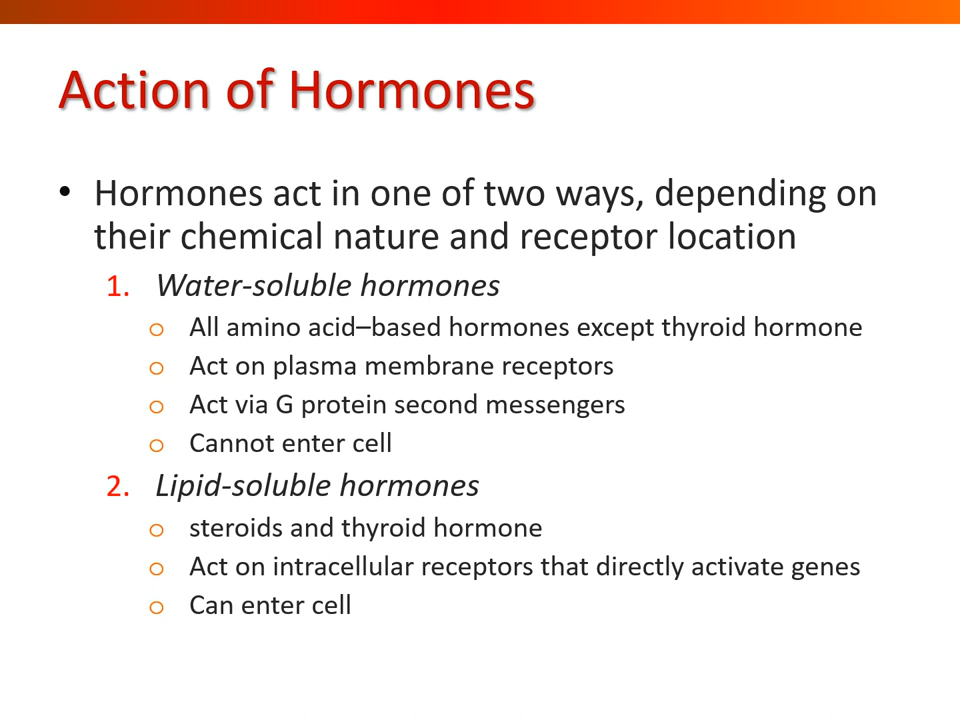 Action of Hormones
• Hormones act in one of two ways, depending on
their chemical nature and receptor location
1. Water-soluble hormones
o All amino acid–based hormones except thyroid hormone
o Act on plasma membrane receptors
o Act via G protein second messengers
o Cannot enter cell
2. Lipid-soluble hormones
o steroids and thyroid hormone
o Act on intracellular receptors that directly activate genes
o Can enter cell